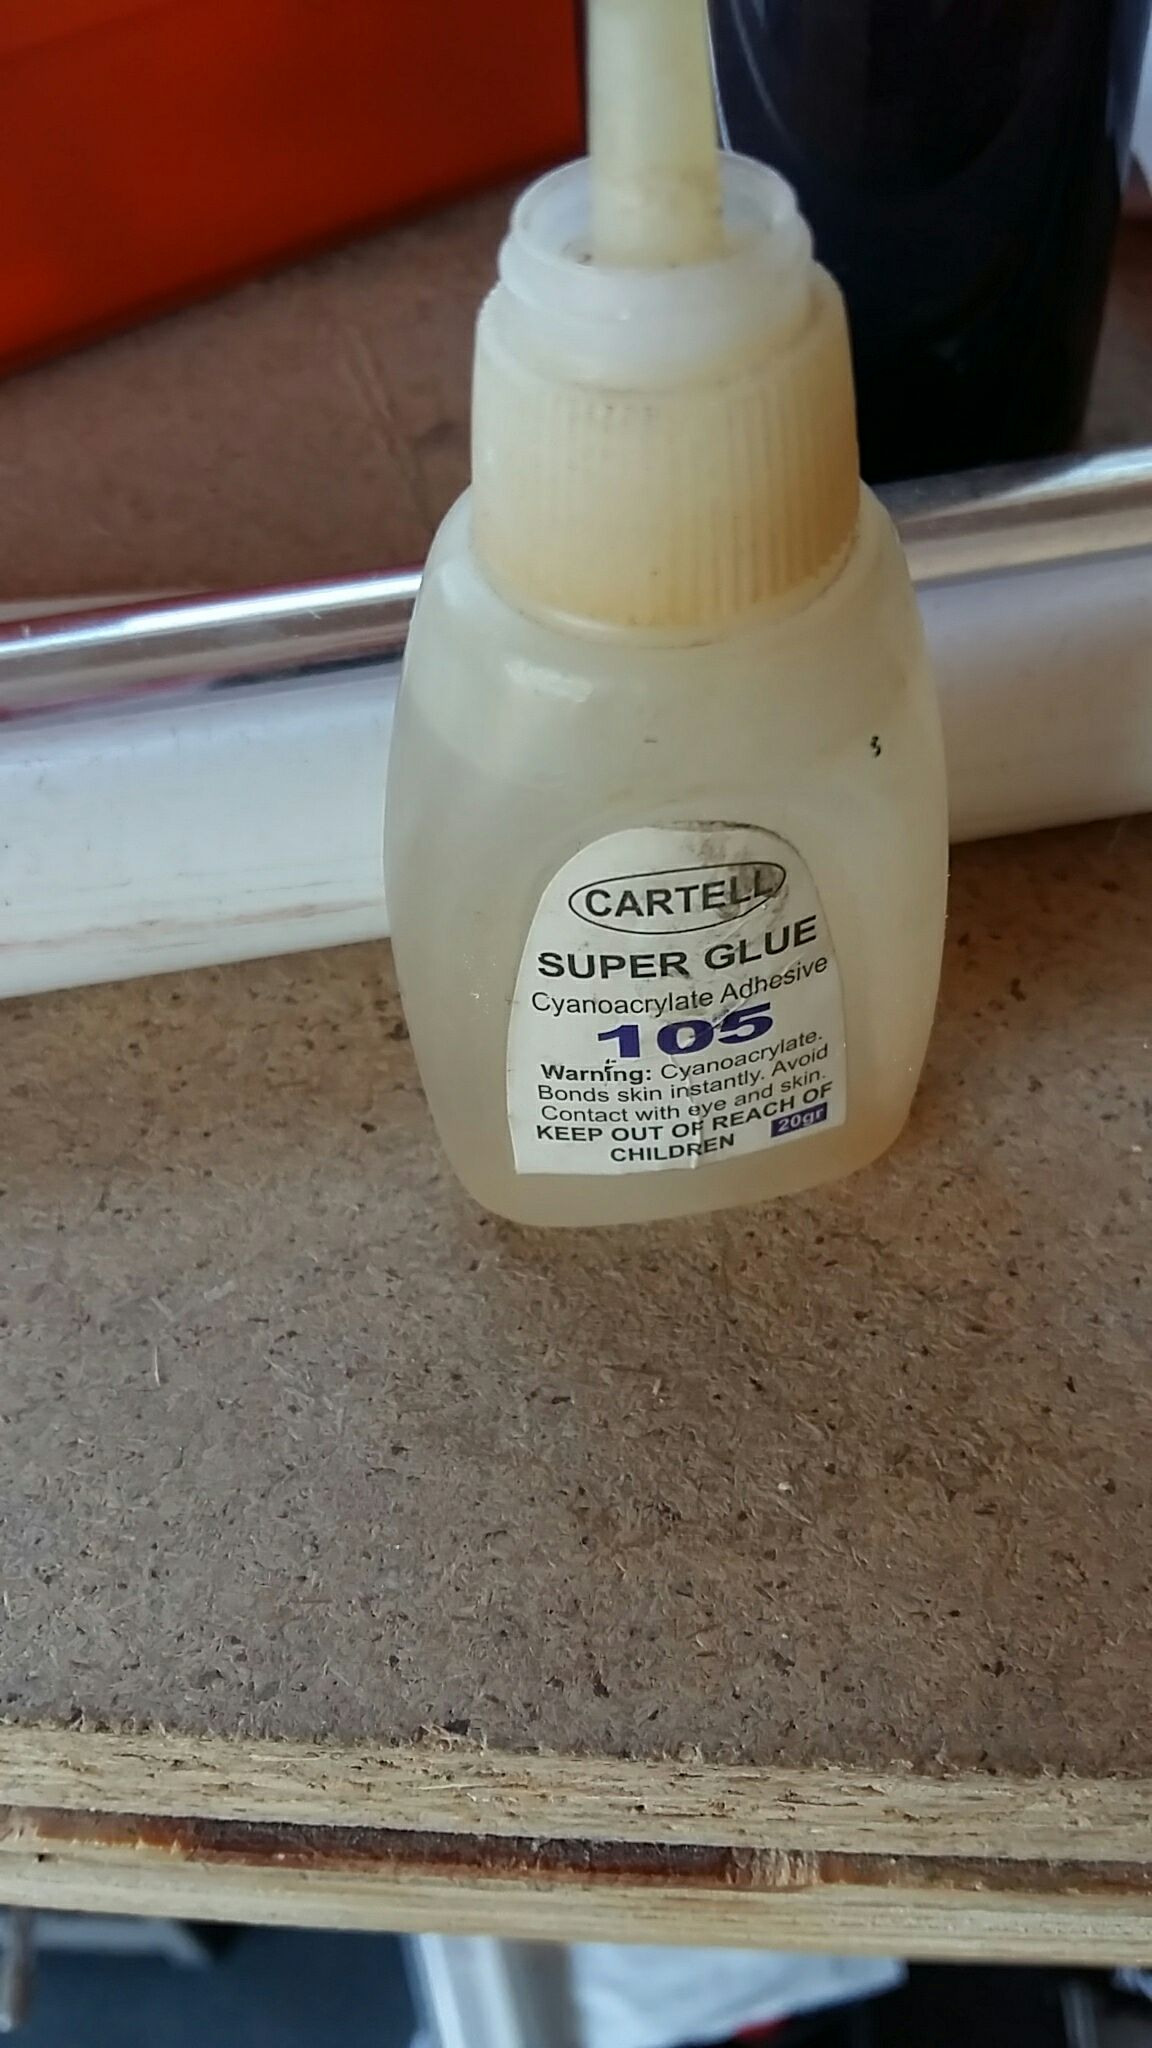 CARTELL
SUPER GLUE
Cyanoacrylate Adhesive
105
Warning: Cyanoacrylate.
Bonds skin instantly. Avoid
Contact with eye and skin.
KEEP OUT OF REACH OF
CHILDREN 20gr